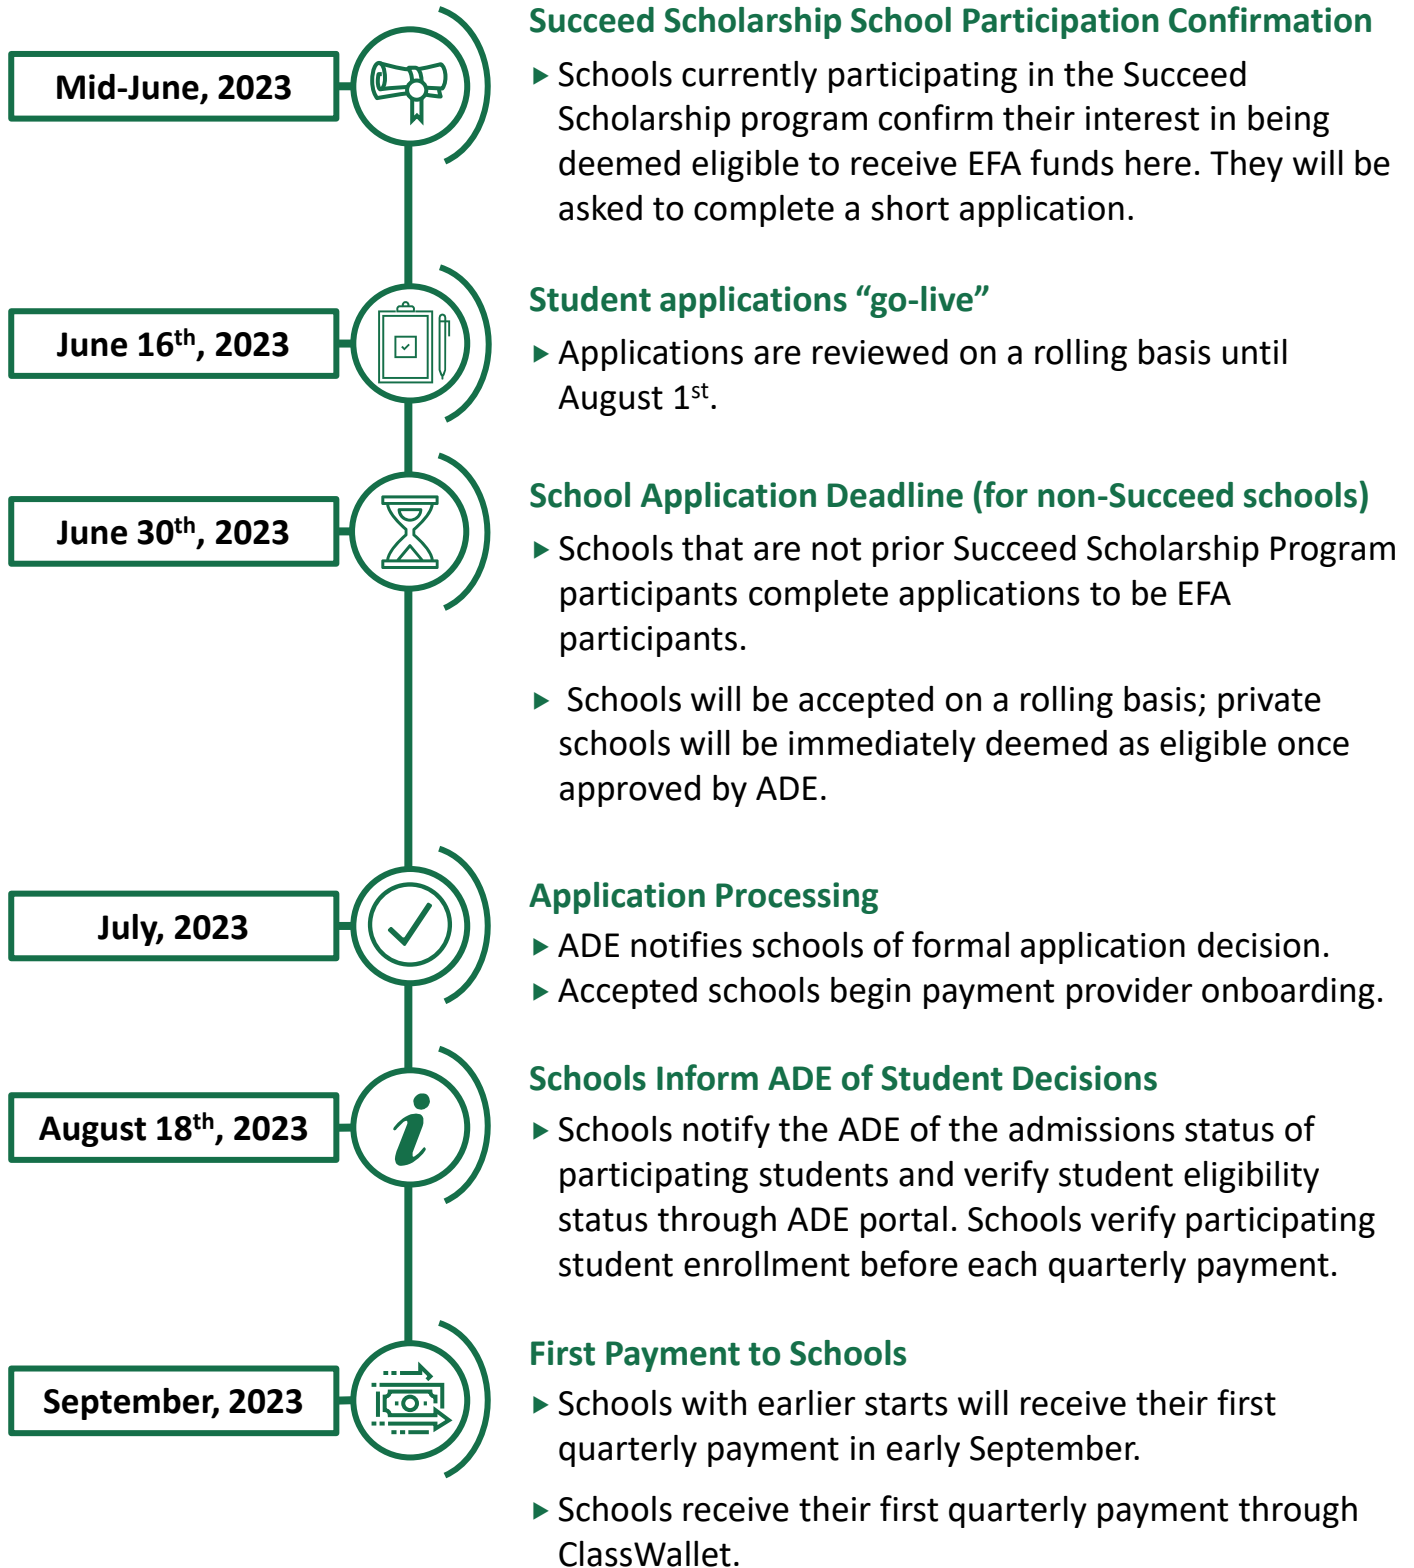 Succeed Scholarship School Participation Confirmation
Mid-June, 2023
▶ Schools currently participating in the Succeed
Scholarship program confirm their interest in being
deemed eligible to receive EFA funds here. They will be
asked to complete a short application.
Student applications “go-live”
June 16th, 2023
▶ Applications are reviewed on a rolling basis until
August 1st.
School Application Deadline (for non-Succeed schools)
June 30th, 2023
▶ Schools that are not prior Succeed Scholarship Program
participants complete applications to be EFA
participants.
▶ Schools will be accepted on a rolling basis; private
schools will be immediately deemed as eligible once
approved by ADE.
Application Processing
July, 2023
▶ ADE notifies schools of formal application decision.
▶ Accepted schools begin payment provider onboarding.
Schools Inform ADE of Student Decisions
August 18th, 2023
▶ Schools notify the ADE of the admissions status of
participating students and verify student eligibility
status through ADE portal. Schools verify participating
student enrollment before each quarterly payment.
First Payment to Schools
September, 2023
▶ Schools with earlier starts will receive their first
quarterly payment in early September.
▶ Schools receive their first quarterly payment through
ClassWallet.